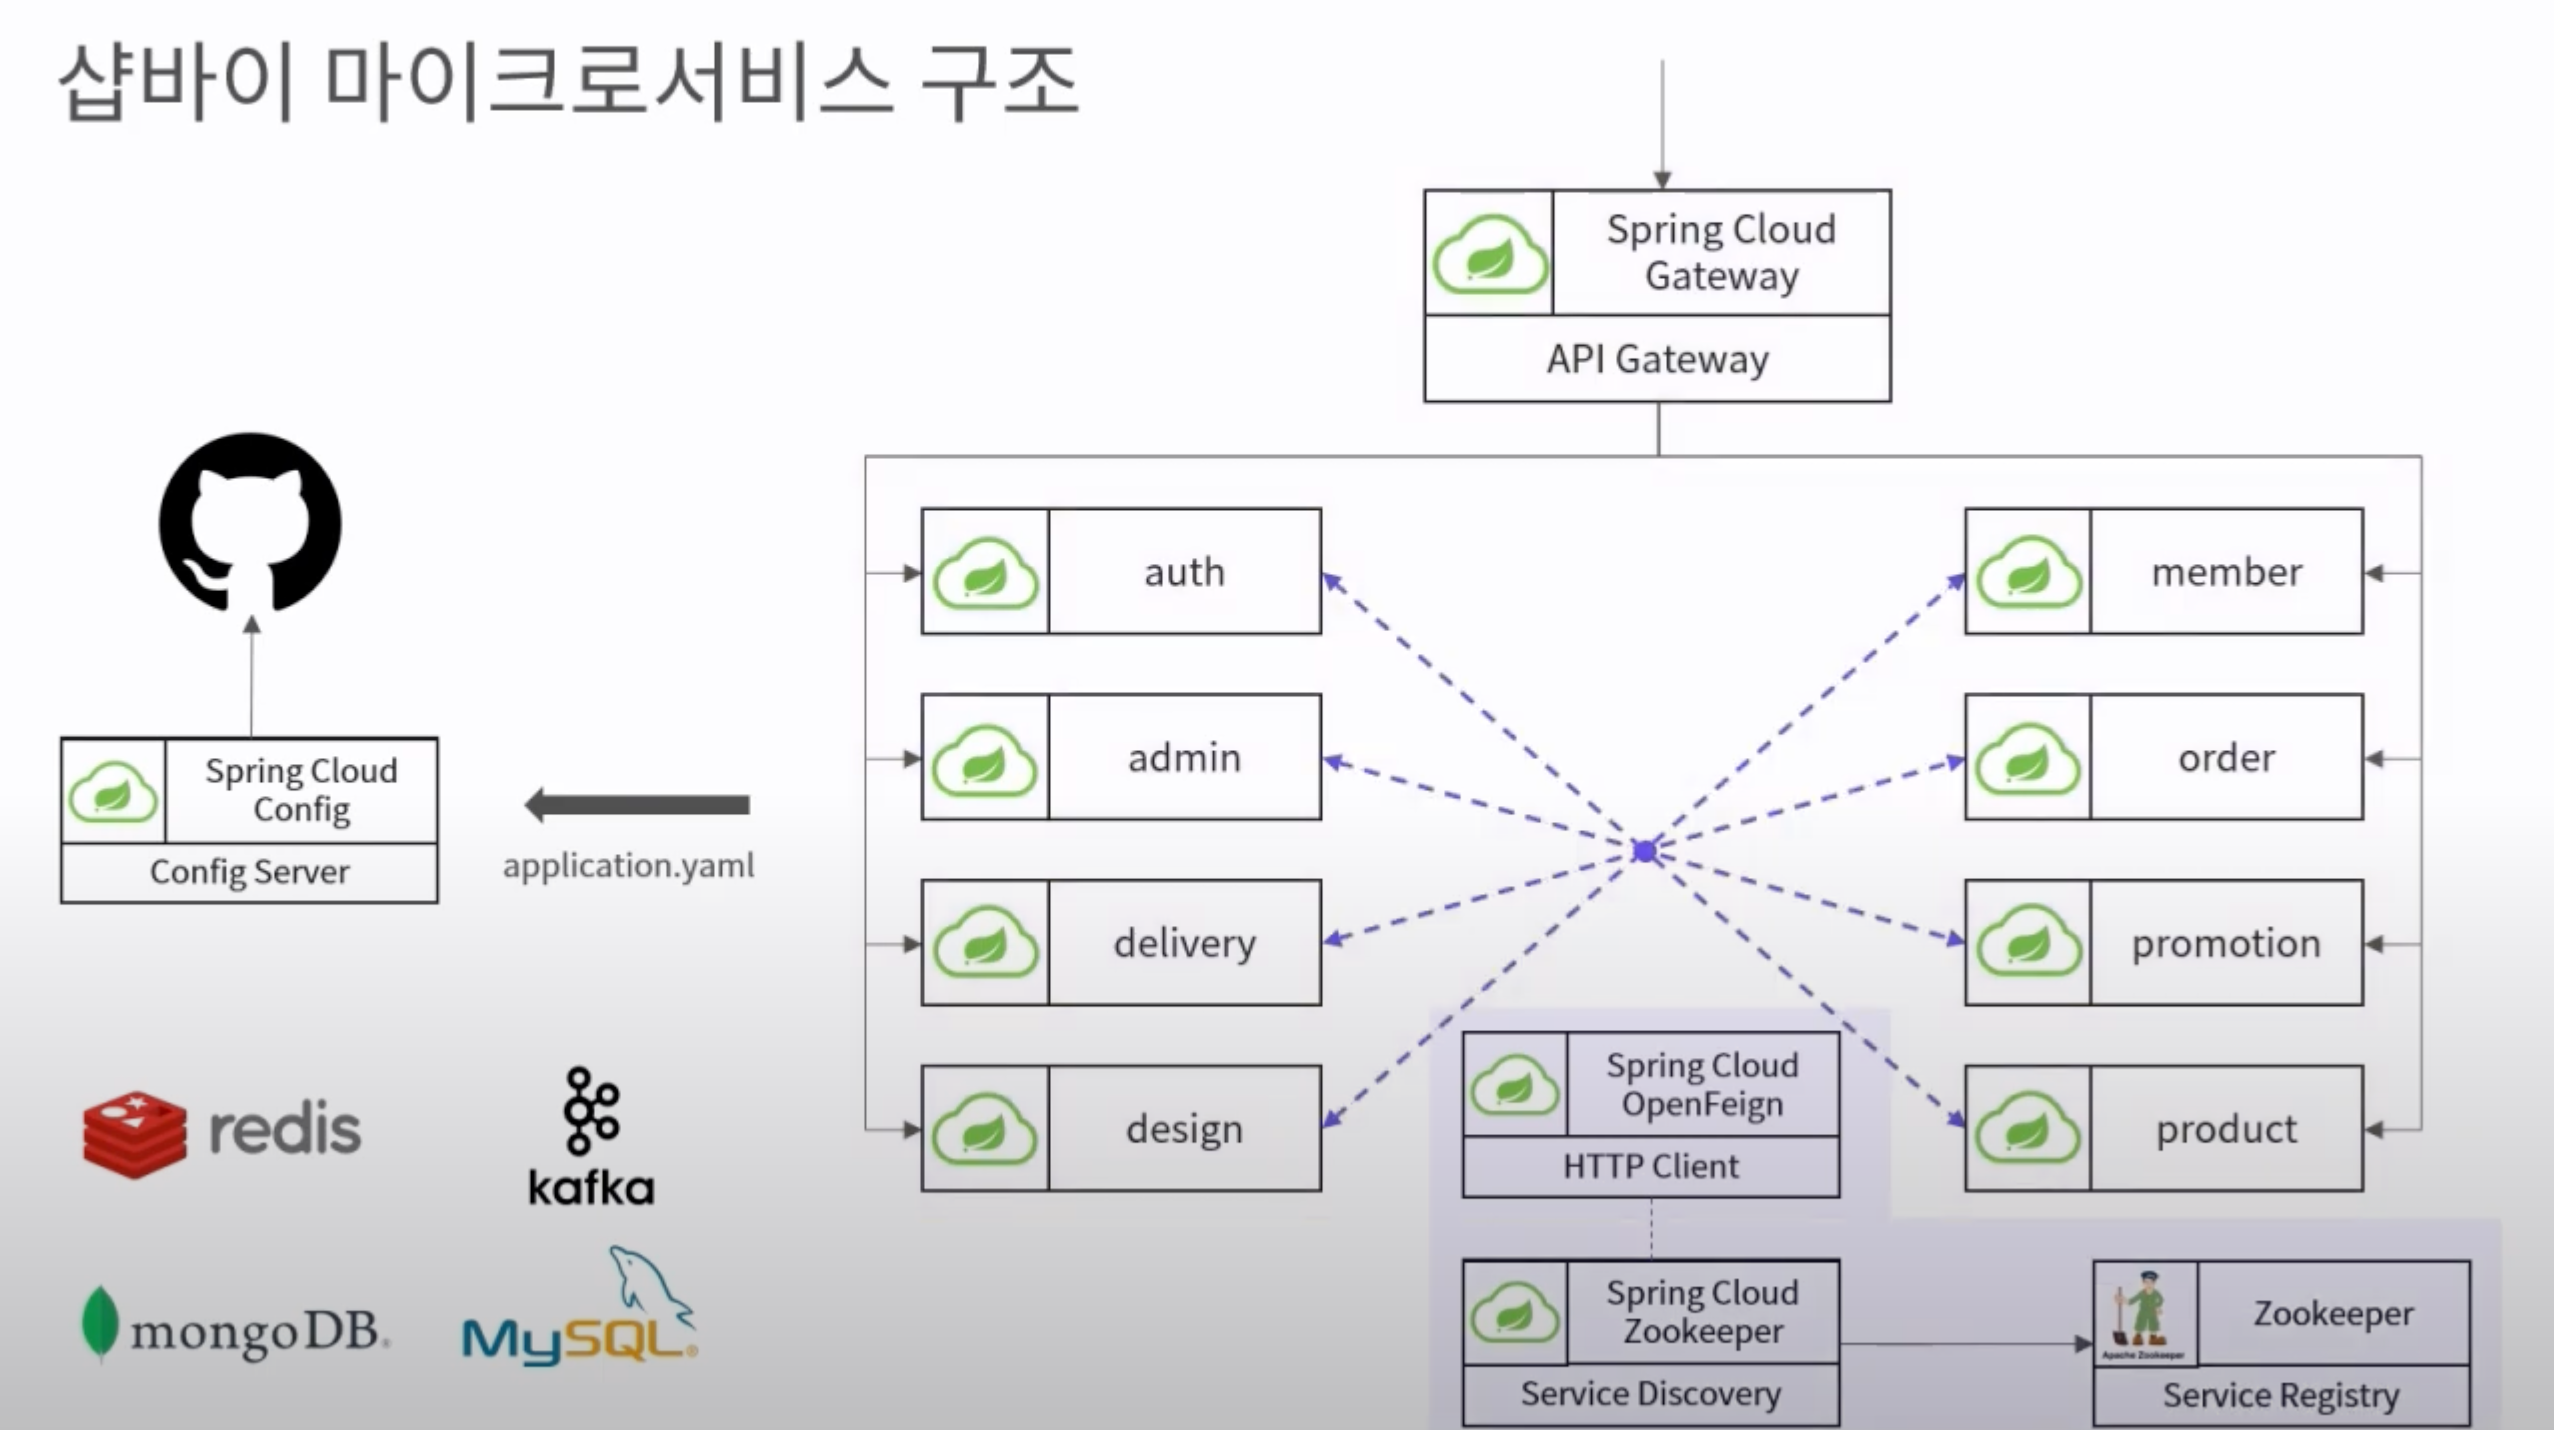 샵바이 마이크로서비스 구조
Spring Cloud
Gateway
API Gateway
auth
member
admin
order
delivery
promotion
design
product
Spring Cloud
Config
Config Server
application.yaml
Spring Cloud
OpenFeign
HTTP Client
Spring Cloud
Zookeeper
Service Discovery
Apache Zookeeper
Zookeeper
Service Registry
redis
kafka
mongoDB®
MySQL®